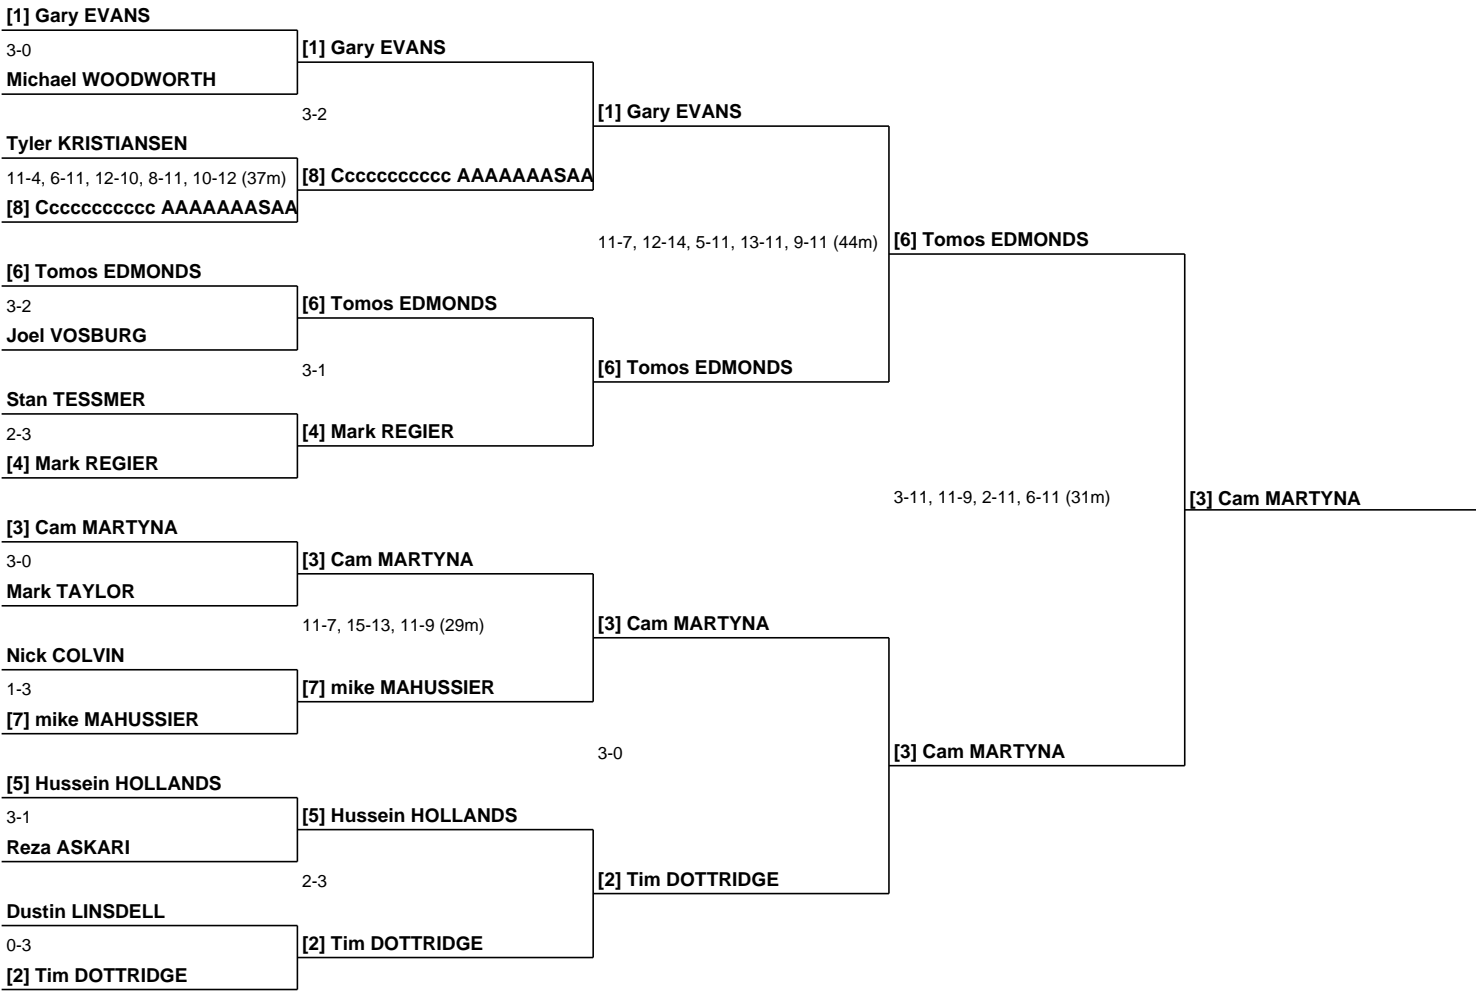 [1] Gary EVANS
3-0
[1] Gary EVANS
Michael WOODWORTH
3-2
[1] Gary EVANS
Tyler KRISTIANSEN
11-4, 6-11, 12-10, 8-11, 10-12 (37m)
[8] Cccccccccccc AAAAAAASAA
[8] Cccccccccccc AAAAAAASAA
11-7, 12-14, 5-11, 13-11, 9-11 (44m)
[6] Tomos EDMONDS
[6] Tomos EDMONDS
3-2
[6] Tomos EDMONDS
Joel VOSBURG
3-1
[6] Tomos EDMONDS
Stan TESSMER
2-3
[4] Mark REGIER
[4] Mark REGIER
3-11, 11-9, 2-11, 6-11 (31m)
[3] Cam MARTYNA
[3] Cam MARTYNA
3-0
[3] Cam MARTYNA
Mark TAYLOR
11-7, 15-13, 11-9 (29m)
[3] Cam MARTYNA
Nick COLVIN
1-3
[7] mike MAHUSSIER
[7] mike MAHUSSIER
3-0
[3] Cam MARTYNA
[5] Hussein HOLLANDS
3-1
[5] Hussein HOLLANDS
Reza ASKARI
2-3
[2] Tim DOTTRIDGE
Dustin LINSDELL
0-3
[2] Tim DOTTRIDGE
[2] Tim DOTTRIDGE